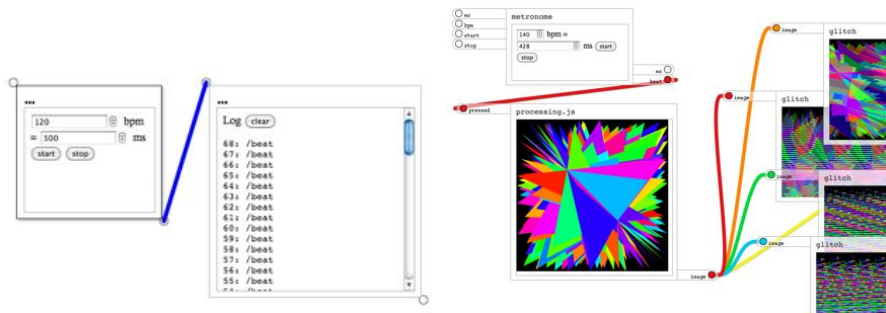 120 bpm
= 500 ms
start stop
Log clear
68: /beat
67: /beat
66: /beat
65: /beat
64: /beat
63: /beat
62: /beat
61: /beat
60: /beat
59: /beat
58: /beat
57: /beat
56: /beat
55: /beat
ms
bpm
start
stop
metronome
140 bpm =
428 ms start
stop
ms
beat
pressed
processing.js
image
image
glitch
image
glitch
image
glitch
image
glitch